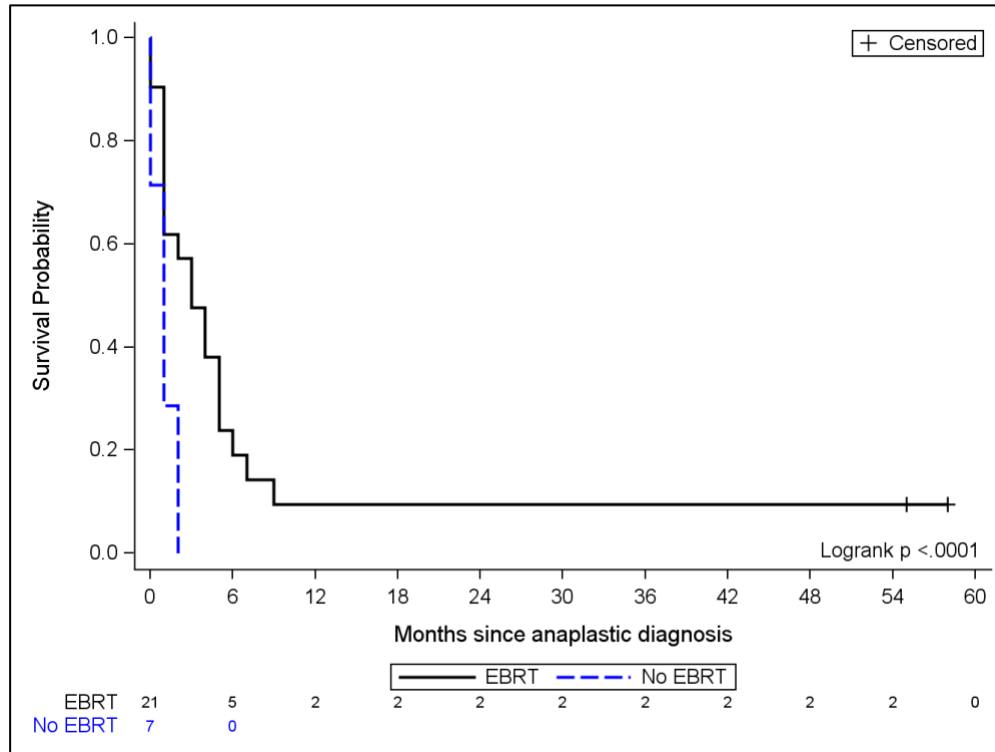 1.0
+ Censored
0.8
0.6
Survival Probability
0.4
0.2
0.0
Logrank p <.0001
0 6 12 18 24 30 36 42 48 54 60
Months since anaplastic diagnosis
EBRT No EBRT
EBRT 21 5 2 2 2 2 2 2 2 2 0
No EBRT 7 0